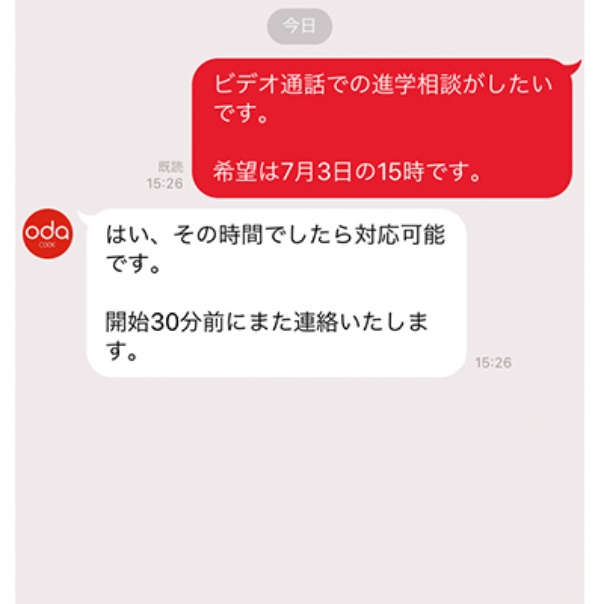 今日
ビデオ通話での進学相談がしたい
です。
希望は7月3日の15時です。
既読
15:26
oda
COOK
はい、その時間でしたら対応可能
です。
開始30分前にまた連絡いたしま
す。
15:26